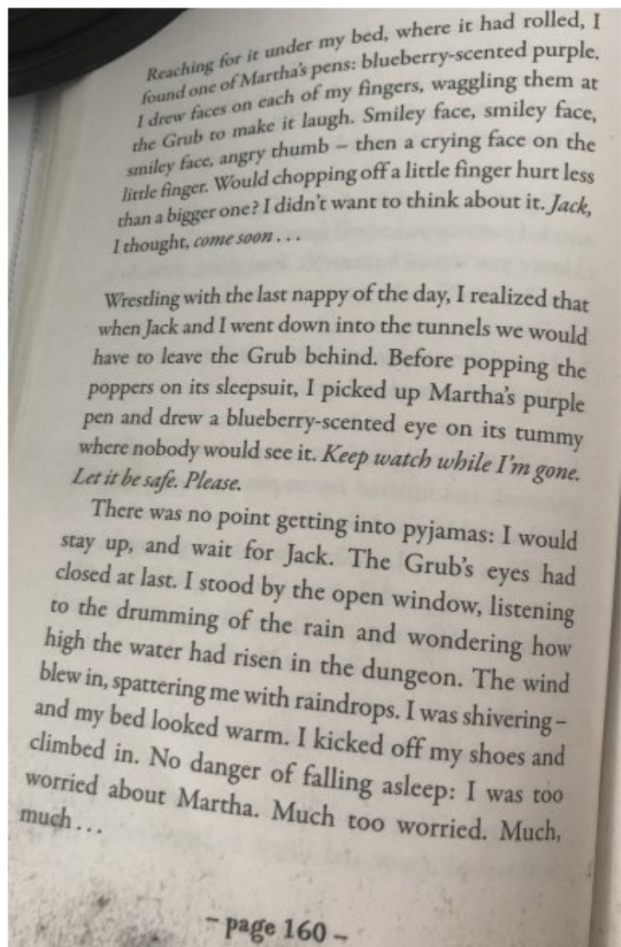 Reaching for it under my bed, where it had rolled, I
found one of Martha's pens: blueberry-scented purple.
I drew faces on each of my fingers, waggling them at
the Grub to make it laugh. Smiley face, smiley face,
smiley face, angry thumb – then a crying face on the
little finger. Would chopping off a little finger hurt less
than a bigger one? I didn't want to think about it. Jack,
I thought, come soon . . .
Wrestling with the last nappy of the day, I realized that
when Jack and I went down into the tunnels we would
have to leave the Grub behind. Before popping the
poppers on its sleepsuit, I picked up Martha's purple
pen and drew a blueberry-scented eye on its tummy
where nobody would see it. Keep watch while I'm gone.
Let it be safe. Please.
There was no point getting into pyjamas: I would
stay up, and wait for Jack. The Grub's eyes had
closed at last. I stood by the open window, listening
to the drumming of the rain and wondering how
high the water had risen in the dungeon. The wind
blew in, spattering me with raindrops. I was shivering –
and my bed looked warm. I kicked off my shoes and
climbed in. No danger of falling asleep: I was too
worried about Martha. Much too worried. Much,
much . . .
– page 160 –